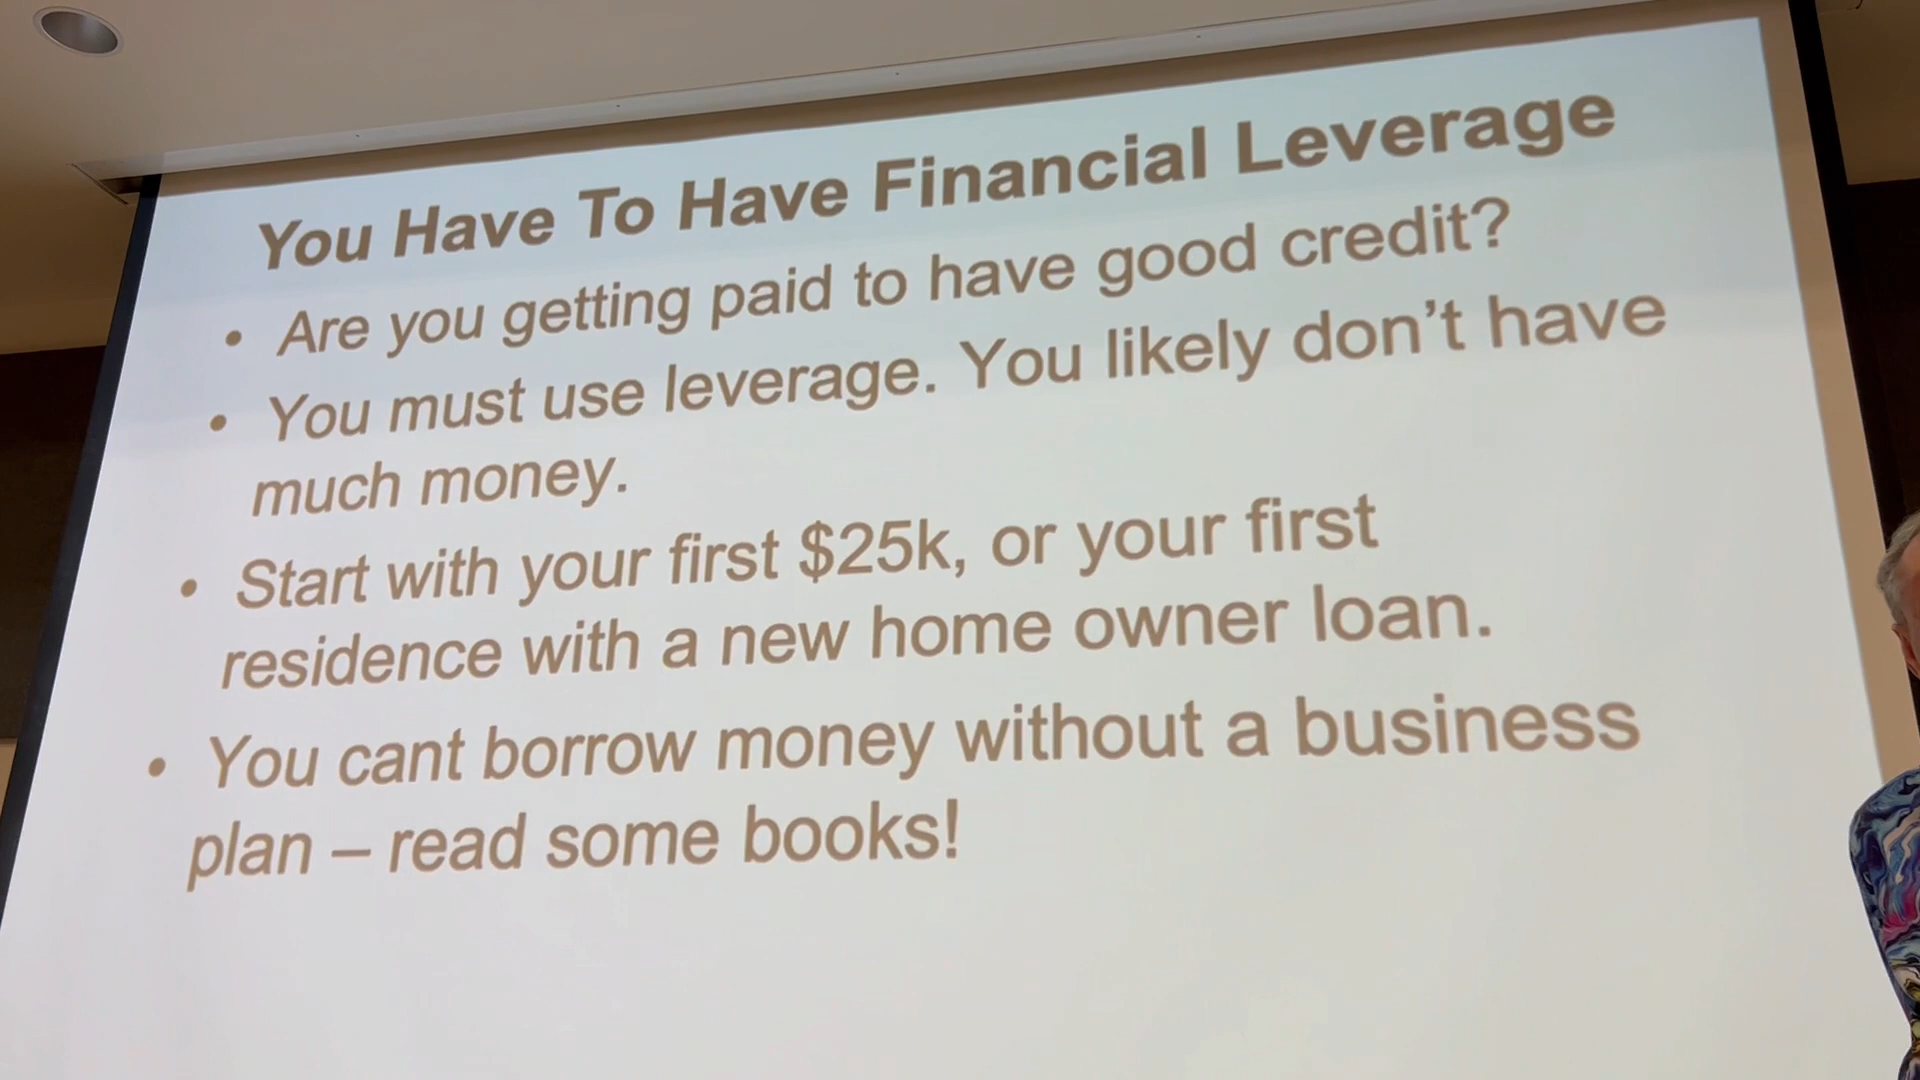 You Have To Have Financial Leverage
• Are you getting paid to have good credit?
• You must use leverage. You likely don’t have
much money.
• Start with your first $25k, or your first
residence with a new home owner loan.
• You cant borrow money without a business
plan – read some books!